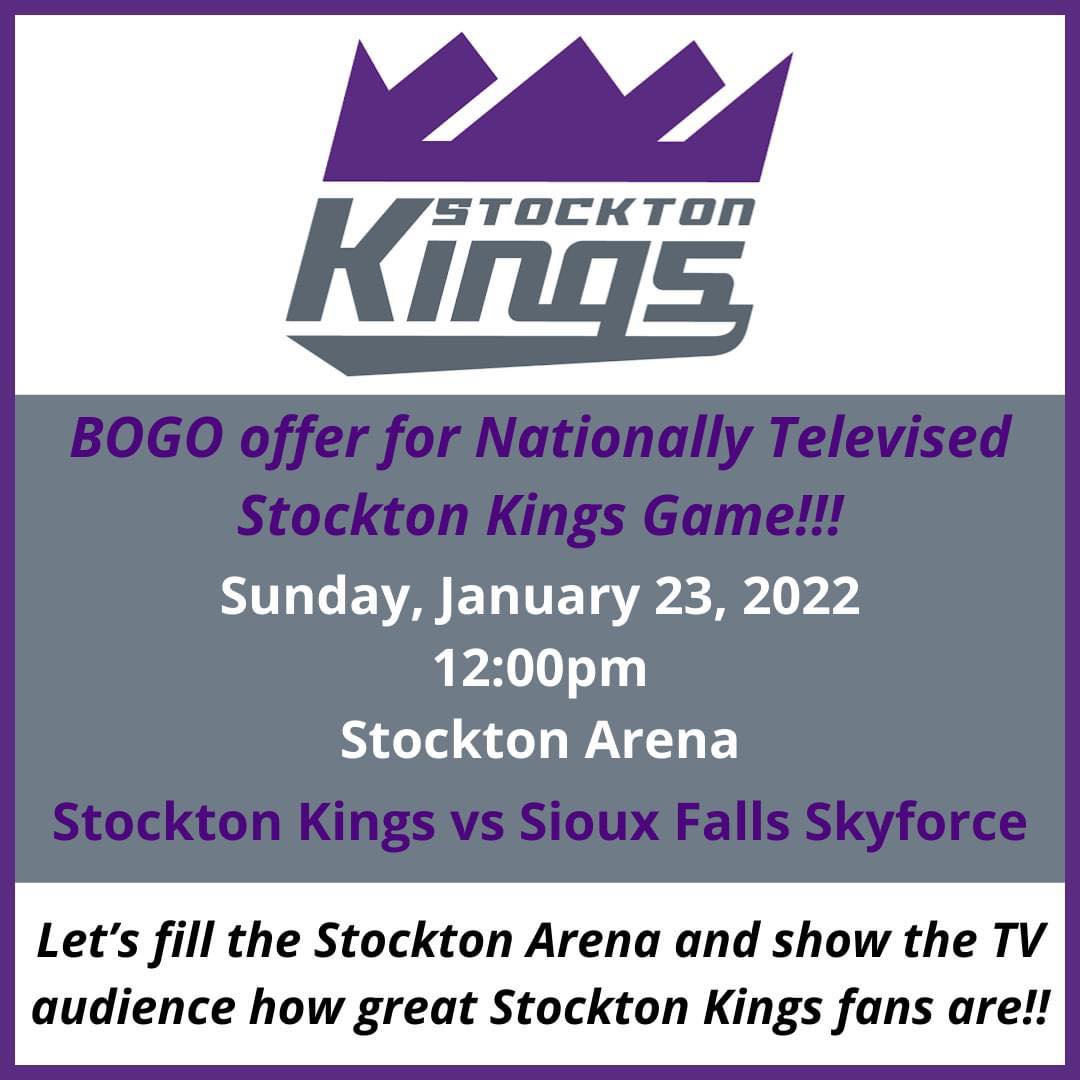 STOCKTON
Kings
BOGO offer for Nationally Televised
Stockton Kings Game!!!
Sunday, January 23, 2022
12:00pm
Stockton Arena
Stockton Kings vs Sioux Falls Skyforce
Let’s fill the Stockton Arena and show the TV
audience how great Stockton Kings fans are!!